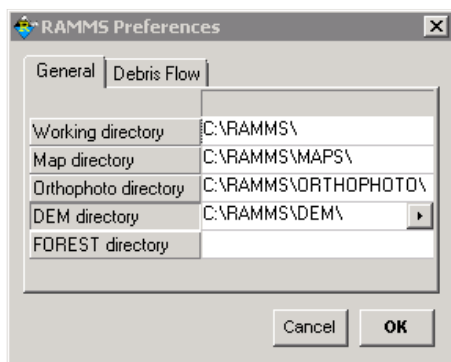 RAMMS Preferences
General Debris Flow
Working directory C:\RAMMS\
Map directory C:\RAMMS\MAPS\
Orthophoto directory C:\RAMMS\ORTHOPHOTO\
DEM directory C:\RAMMS\DEM\
FOREST directory
Cancel OK